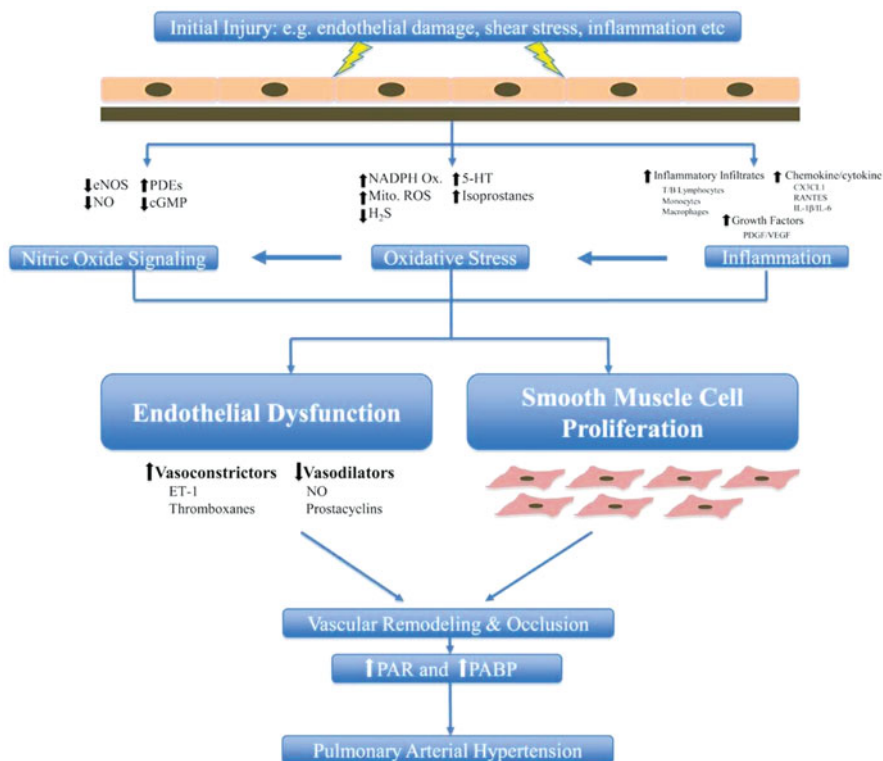 Initial Injury: e.g. endothelial damage, shear stress, inflammation etc
⬇eNOS ⬆PDEs
⬇NO ⬇cGMP
⬆NADPH Ox. ⬆5-HT
⬆Mito. ROS ⬆Isoprostanes
⬇H₂S
⬆Inflammatory Infiltrates
T/B Lymphocytes
Monocytes
Macrophages
⬆Chemokine/cytokine
CX3CL1
RANTES
IL-1β/IL-6
⬆Growth Factors
PDGF/VEGF
Nitric Oxide Signaling
Oxidative Stress
Inflammation
Endothelial Dysfunction
Smooth Muscle Cell
Proliferation
⬆Vasoconstrictors
ET-1
Thromboxanes
⬇Vasodilators
NO
Prostacyclins
Vascular Remodeling & Occlusion
⬆PAR and ⬆PABP
Pulmonary Arterial Hypertension